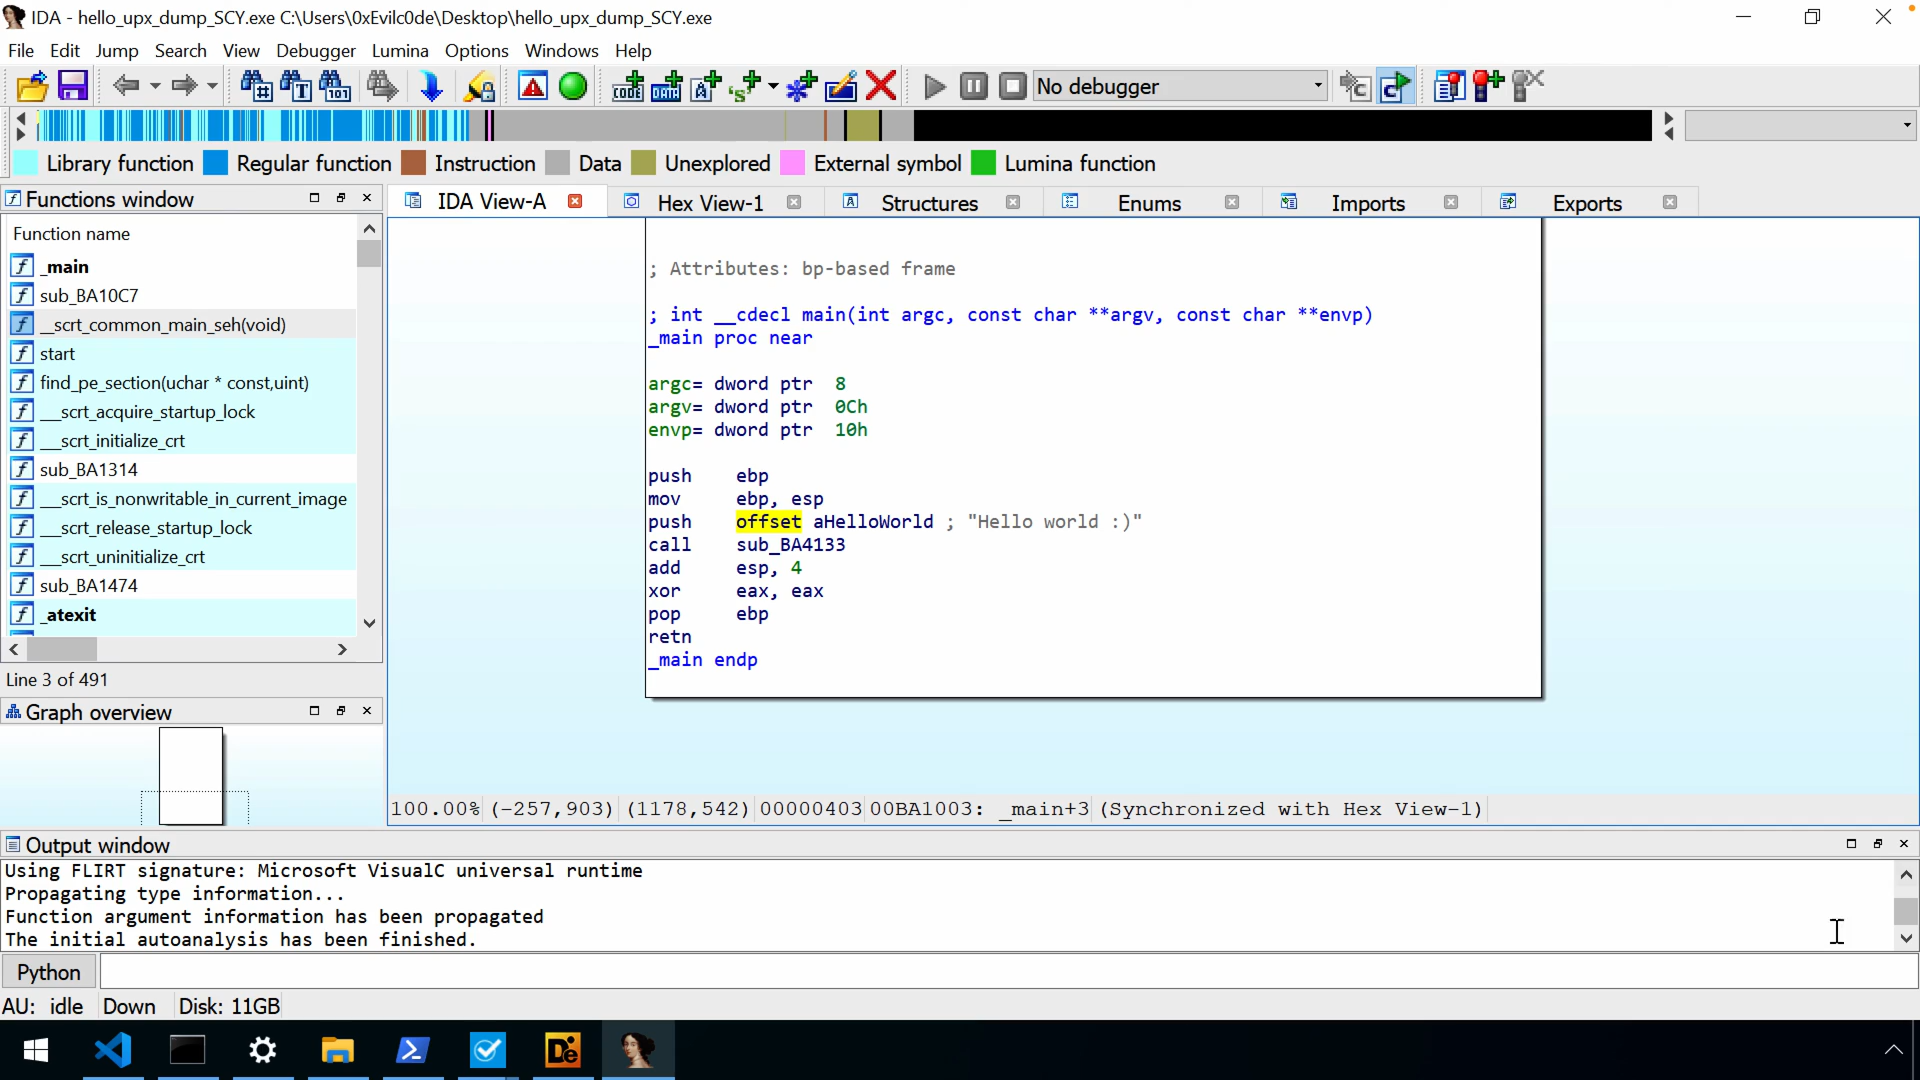 IDA - hello_upx_dump_SCY.exe C:\Users\0xEvilc0de\Desktop\hello_upx_dump_SCY.exe
File Edit Jump Search View Debugger Lumina Options Windows Help
No debugger
Library function Regular function Instruction Data Unexplored External symbol Lumina function
Functions window
IDA View-A Hex View-1 Structures Enums Imports Exports
Function name
_main
sub_BA10C7
__scrt_common_main_seh(void)
start
find_pe_section(uchar * const,uint)
___scrt_acquire_startup_lock
___scrt_initialize_crt
sub_BA1314
___scrt_is_nonwritable_in_current_image
___scrt_release_startup_lock
___scrt_uninitialize_crt
sub_BA1474
_atexit
Line 3 of 491
Graph overview
; Attributes: bp-based frame
; int __cdecl main(int argc, const char **argv, const char **envp)
_main proc near
argc= dword ptr  8
argv= dword ptr  0Ch
envp= dword ptr  10h
push    ebp
mov     ebp, esp
push    offset aHelloWorld ; "Hello world :)"
call    sub_BA4133
add     esp, 4
xor     eax, eax
pop     ebp
retn
_main endp
100.00% (-257,903) (1178,542) 00000403 00BA1003: _main+3 (Synchronized with Hex View-1)
Output window
Using FLIRT signature: Microsoft VisualC universal runtime
Propagating type information...
Function argument information has been propagated
The initial autoanalysis has been finished.
Python
AU: idle Down Disk: 11GB